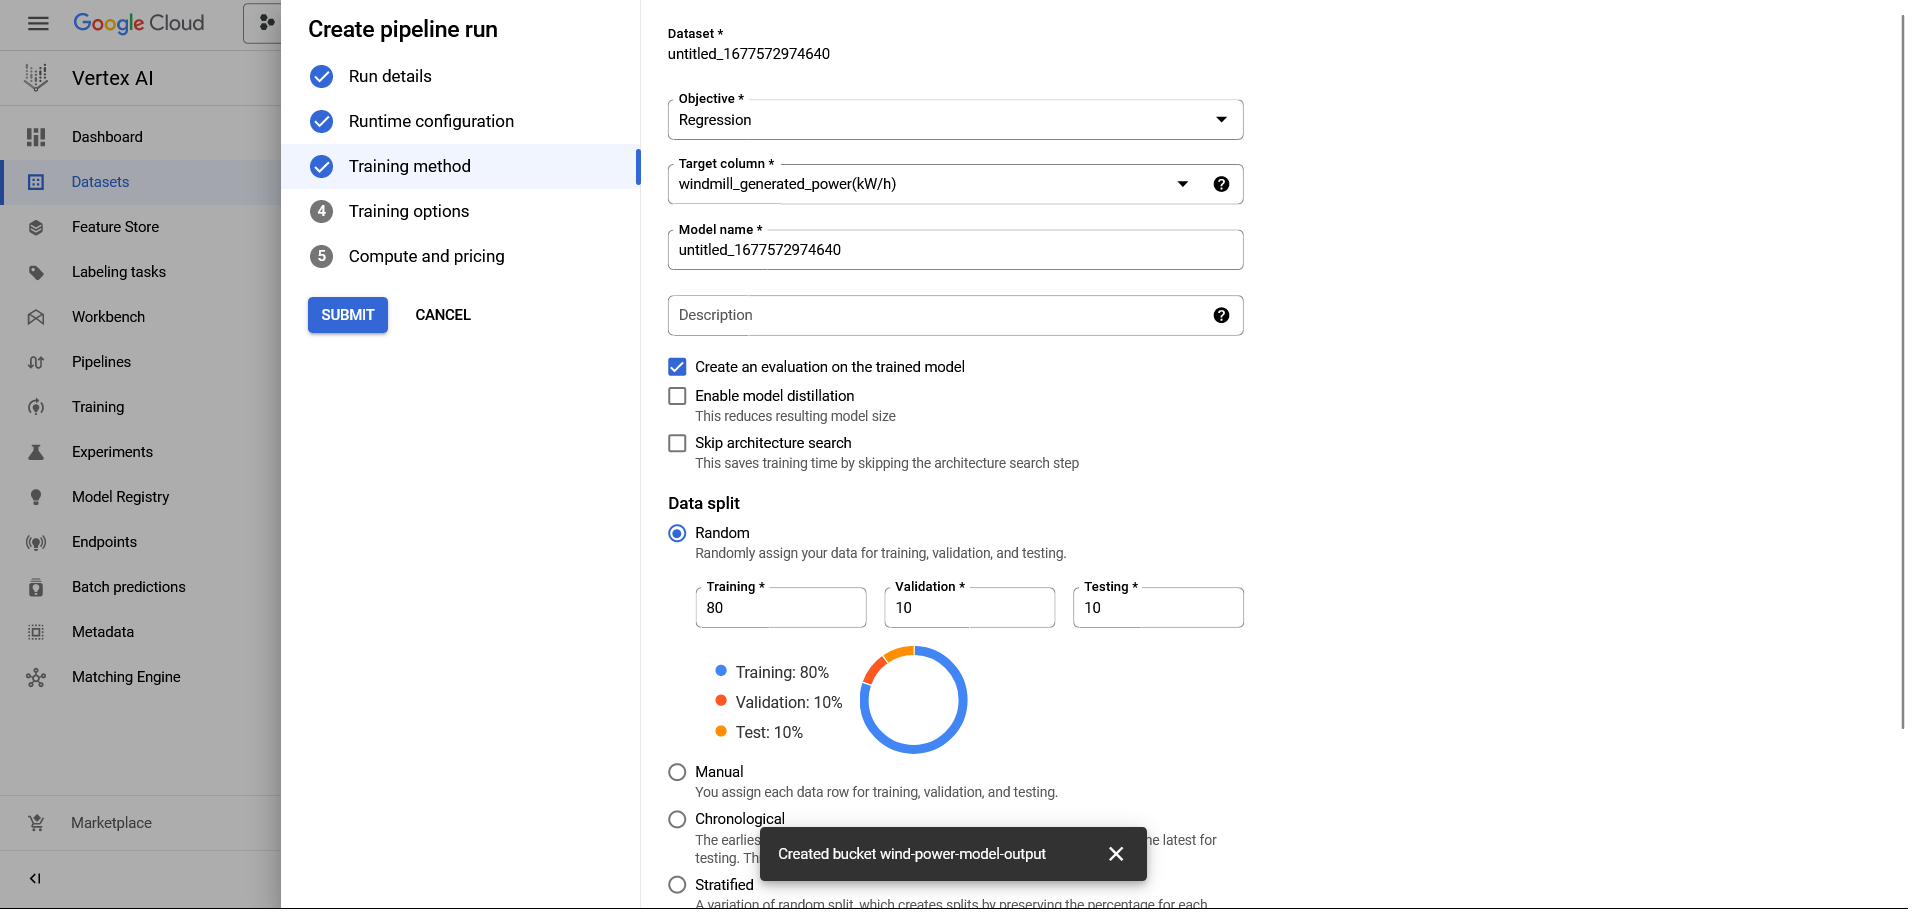 Google Cloud
Vertex AI
Dashboard
Datasets
Feature Store
Labeling tasks
Workbench
Pipelines
Training
Experiments
Model Registry
Endpoints
Batch predictions
Metadata
Matching Engine
Marketplace
Create pipeline run
Run details
Runtime configuration
Training method
4 Training options
5 Compute and pricing
SUBMIT CANCEL
Dataset *
untitled_1677572974640
Objective *
Regression
Target column *
windmill_generated_power(kW/h)
Model name *
untitled_1677572974640
Description
Create an evaluation on the trained model
Enable model distillation
This reduces resulting model size
Skip architecture search
This saves training time by skipping the architecture search step
Data split
Random
Randomly assign your data for training, validation, and testing.
Training * Validation * Testing *
80 10 10
Training: 80%
Validation: 10%
Test: 10%
Manual
You assign each data row for training, validation, and testing.
Chronological
The earlies he latest for
testing. Th
Created bucket wind-power-model-output
Stratified
A variation of random split, which creates splits by preserving the percentage for each